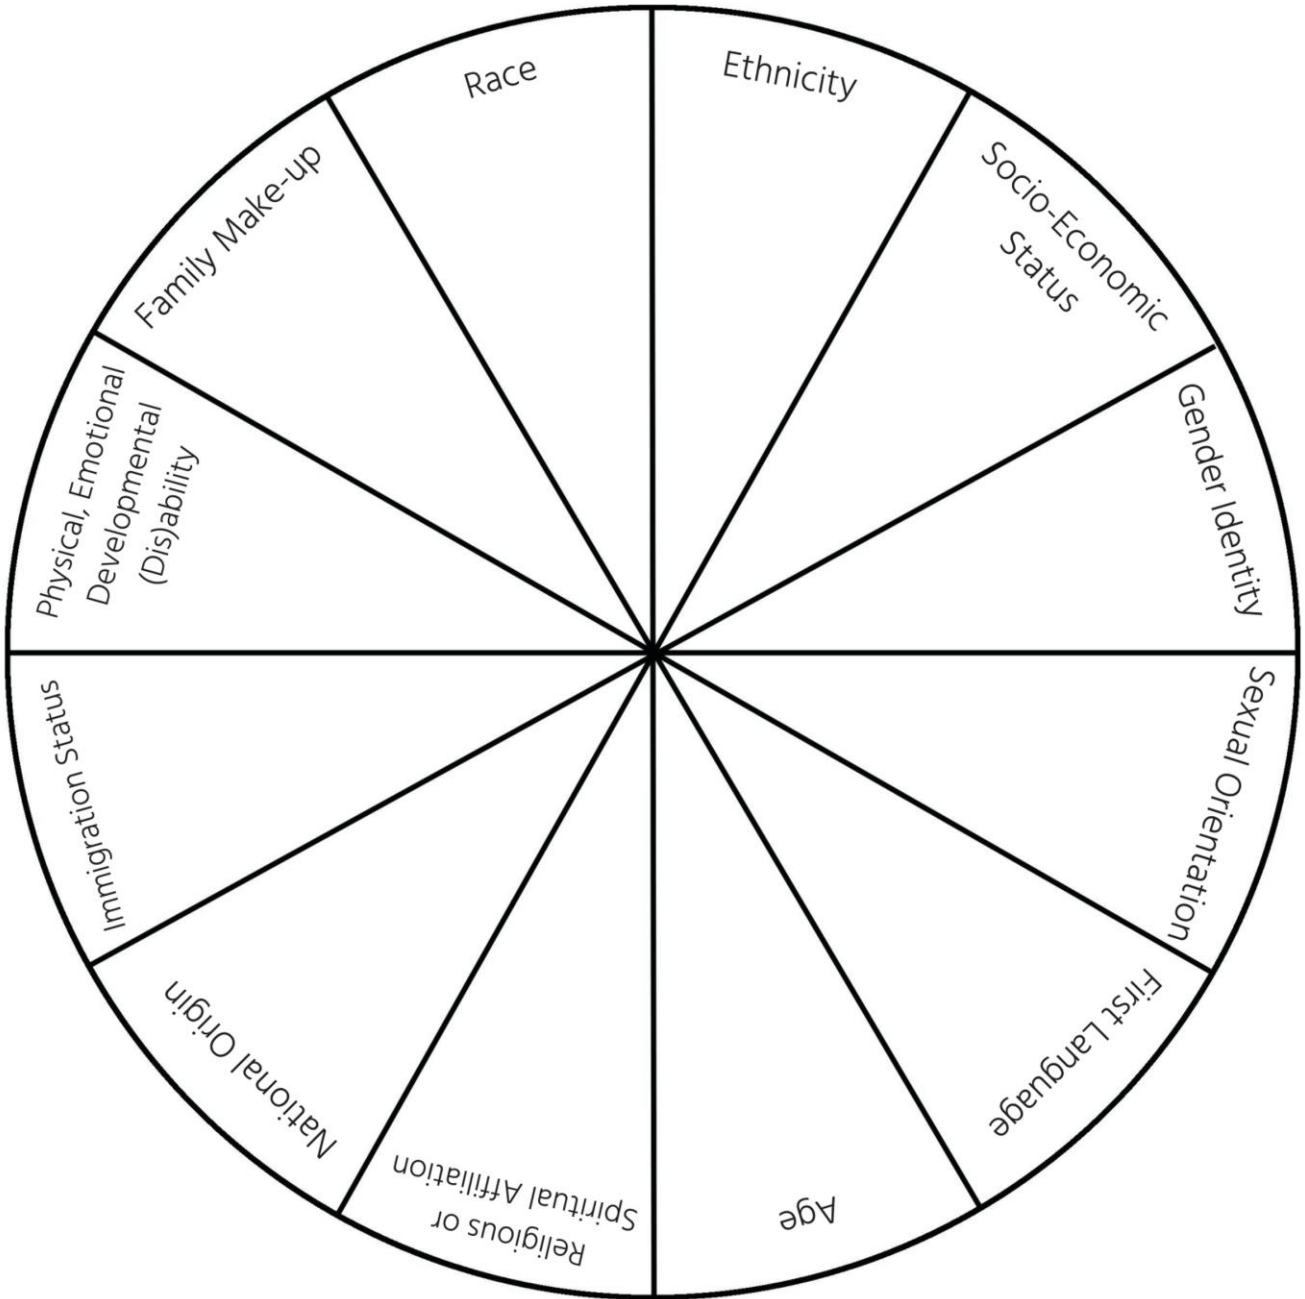 Race
Ethnicity
Socio-Economic
Status
Gender Identity
Sexual Orientation
First Language
Age
Religious or
Spiritual Affiliation
National Origin
Immigration Status
Physical, Emotional
Developmental
(Dis)ability
Family Make-up